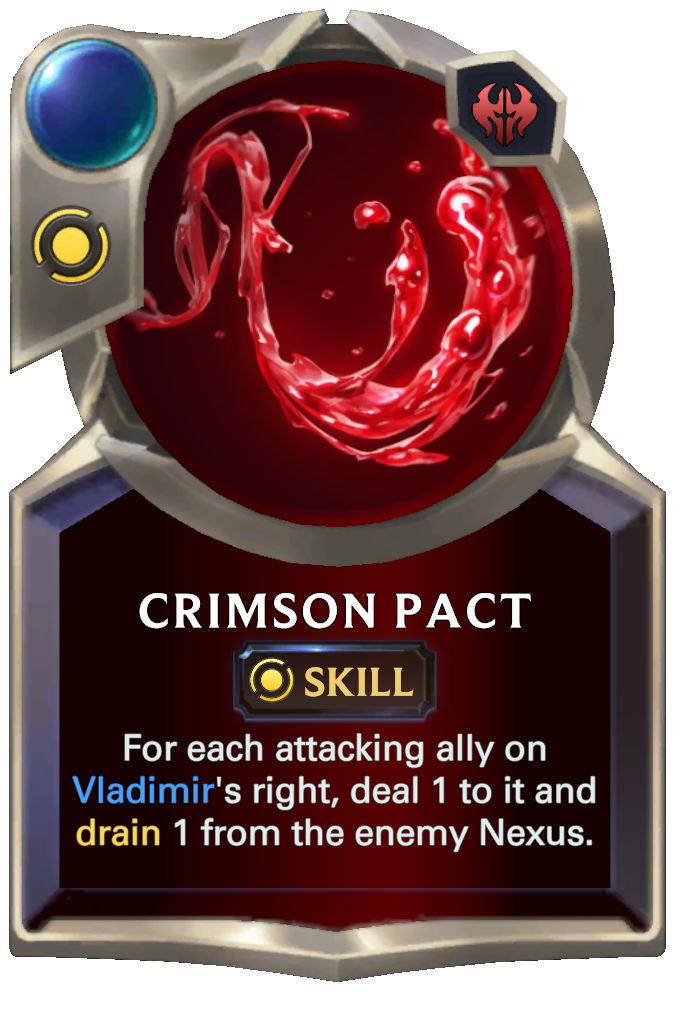 CRIMSON PACT
SKILL
For each attacking ally on
Vladimir's right, deal 1 to it and
drain 1 from the enemy Nexus.